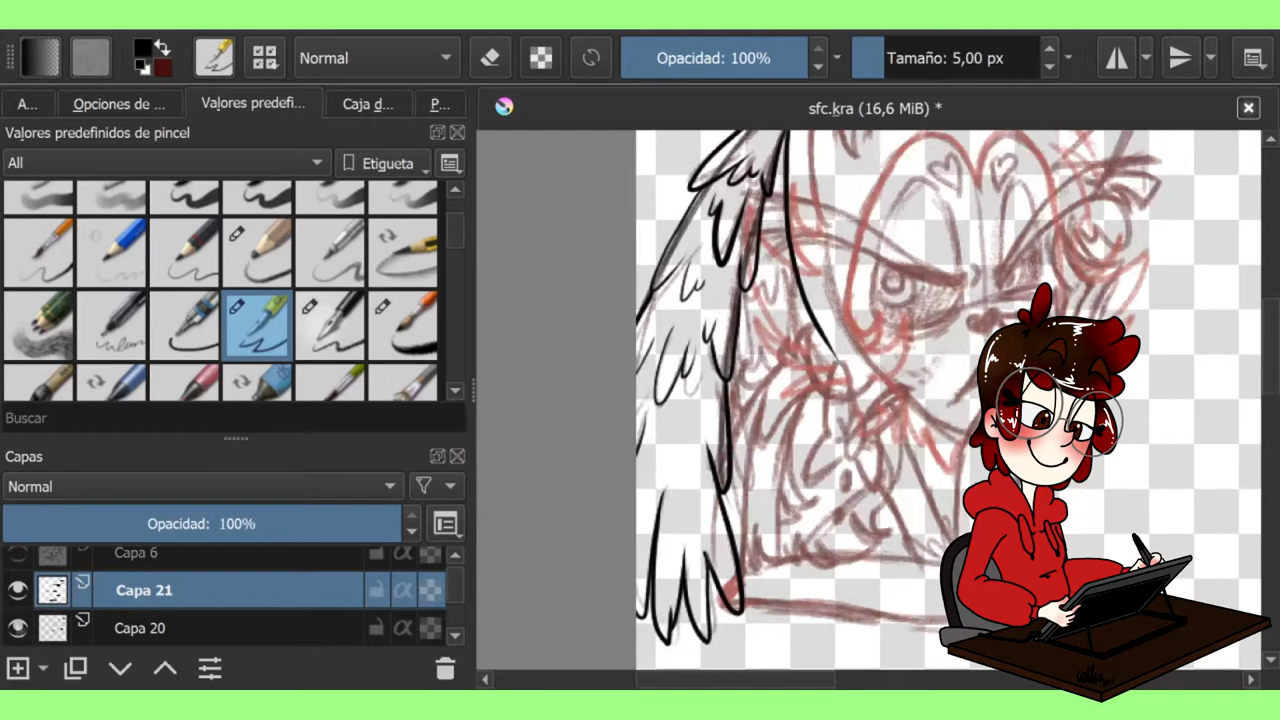 Normal
Opacidad: 100%
Tamaño: 5,00 px
A...
Opciones de ...
Valores predefi...
Caja d...
P...
sfc.kra (16,6 MiB) *
Valores predefinidos de pincel
All
Etiqueta
Buscar
Capas
Normal
Opacidad: 100%
Capa 6
Capa 21
Capa 20